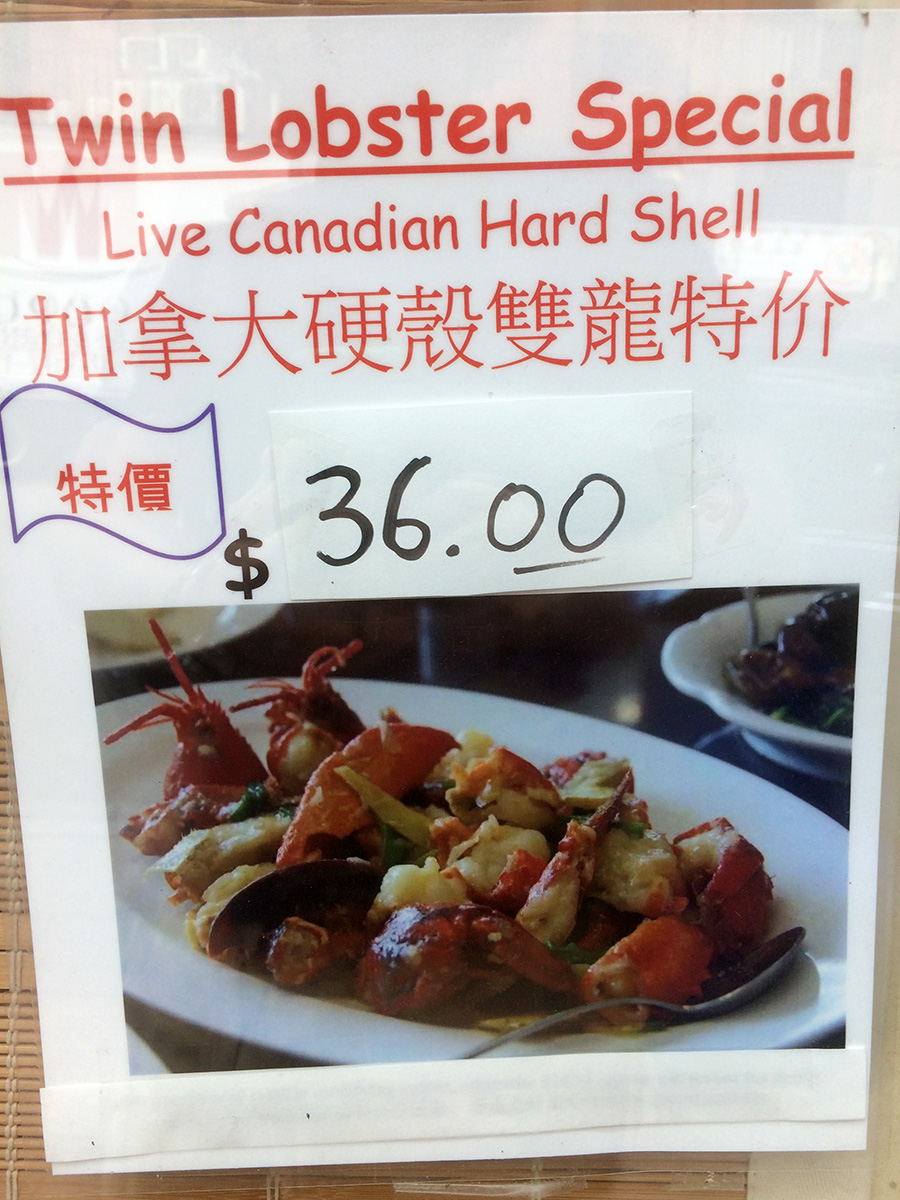 Twin Lobster Special
Live Canadian Hard Shell
加拿大硬殼雙龍特价
特價
$ 36.00